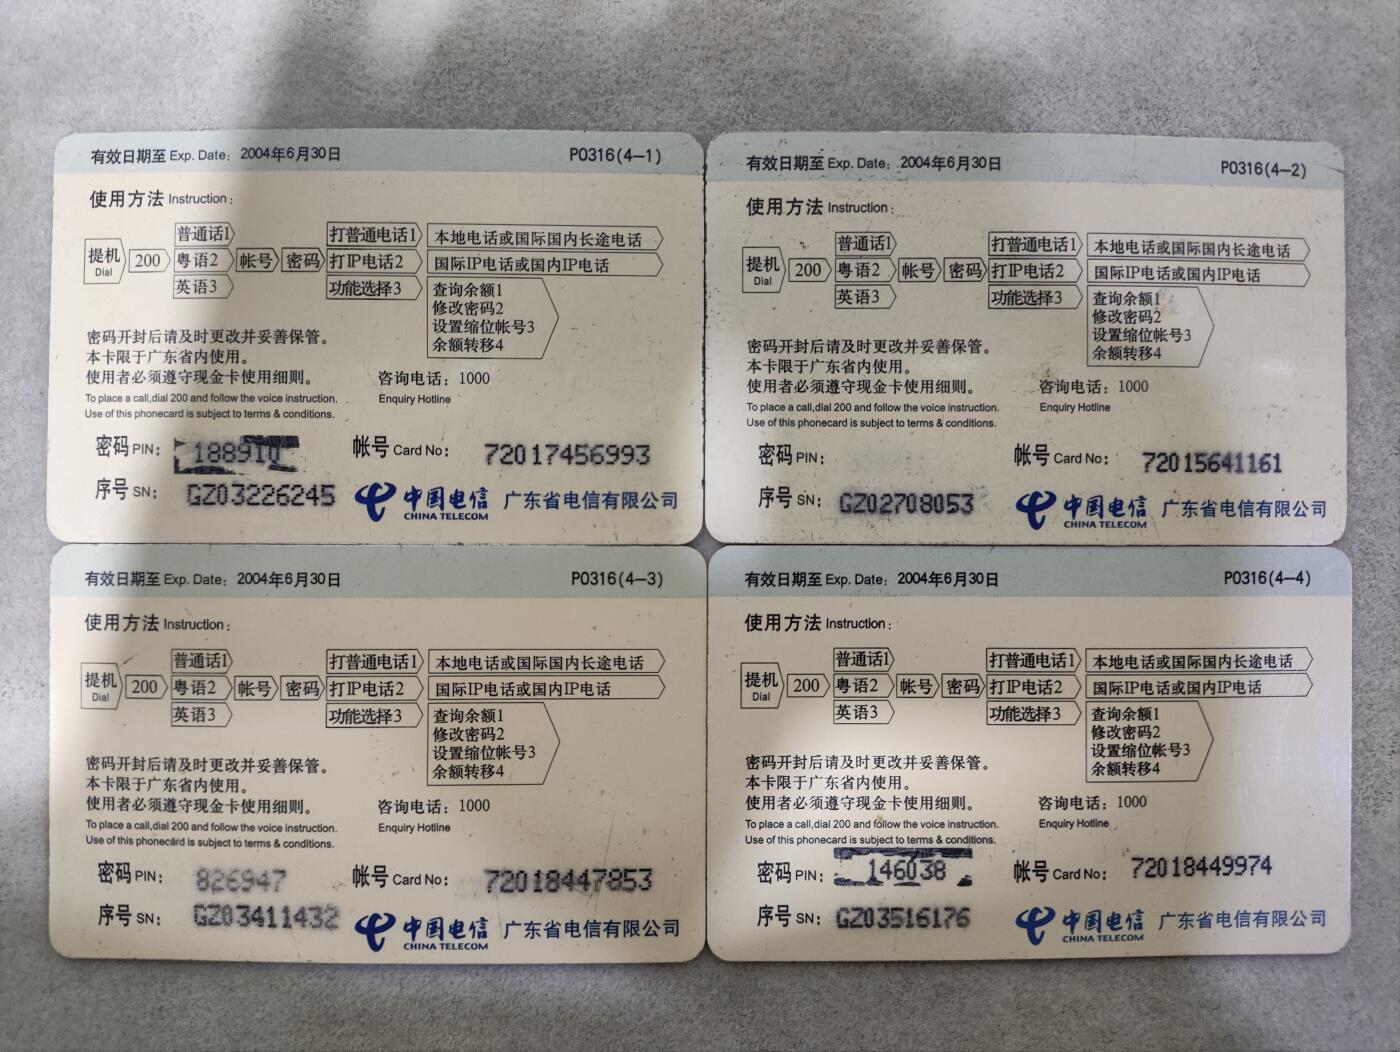 有效日期至 Exp. Date: 2004年6月30日 P0316(4-1)
使用方法 Instruction:
提机 Dial 200
普通话1
粤语2
英语3
帐号 密码
打普通电话1 本地电话或国际国内长途电话
打IP电话2 国际IP电话或国内IP电话
功能选择3
查询余额1
修改密码2
设置缩位帐号3
余额转移4
密码开封后请及时更改并妥善保管。
本卡限于广东省内使用。
使用者必须遵守现金卡使用细则。
咨询电话: 1000
Enquiry Hotline
To place a call,dial 200 and follow the voice instruction.
Use of this phonecard is subject to terms & conditions.
密码 PIN: 188910 帐号 Card No: 72017456993
序号 SN: GZ03226245 中国电信 CHINA TELECOM 广东省电信有限公司
有效日期至 Exp. Date: 2004年6月30日 P0316(4-2)
使用方法 Instruction:
提机 Dial 200
普通话1
粤语2
英语3
帐号 密码
打普通电话1 本地电话或国际国内长途电话
打IP电话2 国际IP电话或国内IP电话
功能选择3
查询余额1
修改密码2
设置缩位帐号3
余额转移4
密码开封后请及时更改并妥善保管。
本卡限于广东省内使用。
使用者必须遵守现金卡使用细则。
咨询电话: 1000
Enquiry Hotline
To place a call,dial 200 and follow the voice instruction.
Use of this phonecard is subject to terms & conditions.
密码 PIN: 帐号 Card No: 72015641161
序号 SN: GZ02708053 中国电信 CHINA TELECOM 广东省电信有限公司
有效日期至 Exp. Date: 2004年6月30日 P0316(4-3)
使用方法 Instruction:
提机 Dial 200
普通话1
粤语2
英语3
帐号 密码
打普通电话1 本地电话或国际国内长途电话
打IP电话2 国际IP电话或国内IP电话
功能选择3
查询余额1
修改密码2
设置缩位帐号3
余额转移4
密码开封后请及时更改并妥善保管。
本卡限于广东省内使用。
使用者必须遵守现金卡使用细则。
咨询电话: 1000
Enquiry Hotline
To place a call,dial 200 and follow the voice instruction.
Use of this phonecard is subject to terms & conditions.
密码 PIN: 826947 帐号 Card No: 72018447853
序号 SN: GZ03411432 中国电信 CHINA TELECOM 广东省电信有限公司
有效日期至 Exp. Date: 2004年6月30日 P0316(4-4)
使用方法 Instruction:
提机 Dial 200
普通话1
粤语2
英语3
帐号 密码
打普通电话1 本地电话或国际国内长途电话
打IP电话2 国际IP电话或国内IP电话
功能选择3
查询余额1
修改密码2
设置缩位帐号3
余额转移4
密码开封后请及时更改并妥善保管。
本卡限于广东省内使用。
使用者必须遵守现金卡使用细则。
咨询电话: 1000
Enquiry Hotline
To place a call,dial 200 and follow the voice instruction.
Use of this phonecard is subject to terms & conditions.
密码 PIN: 146038 帐号 Card No: 72018449974
序号 SN: GZ03516176 中国电信 CHINA TELECOM 广东省电信有限公司